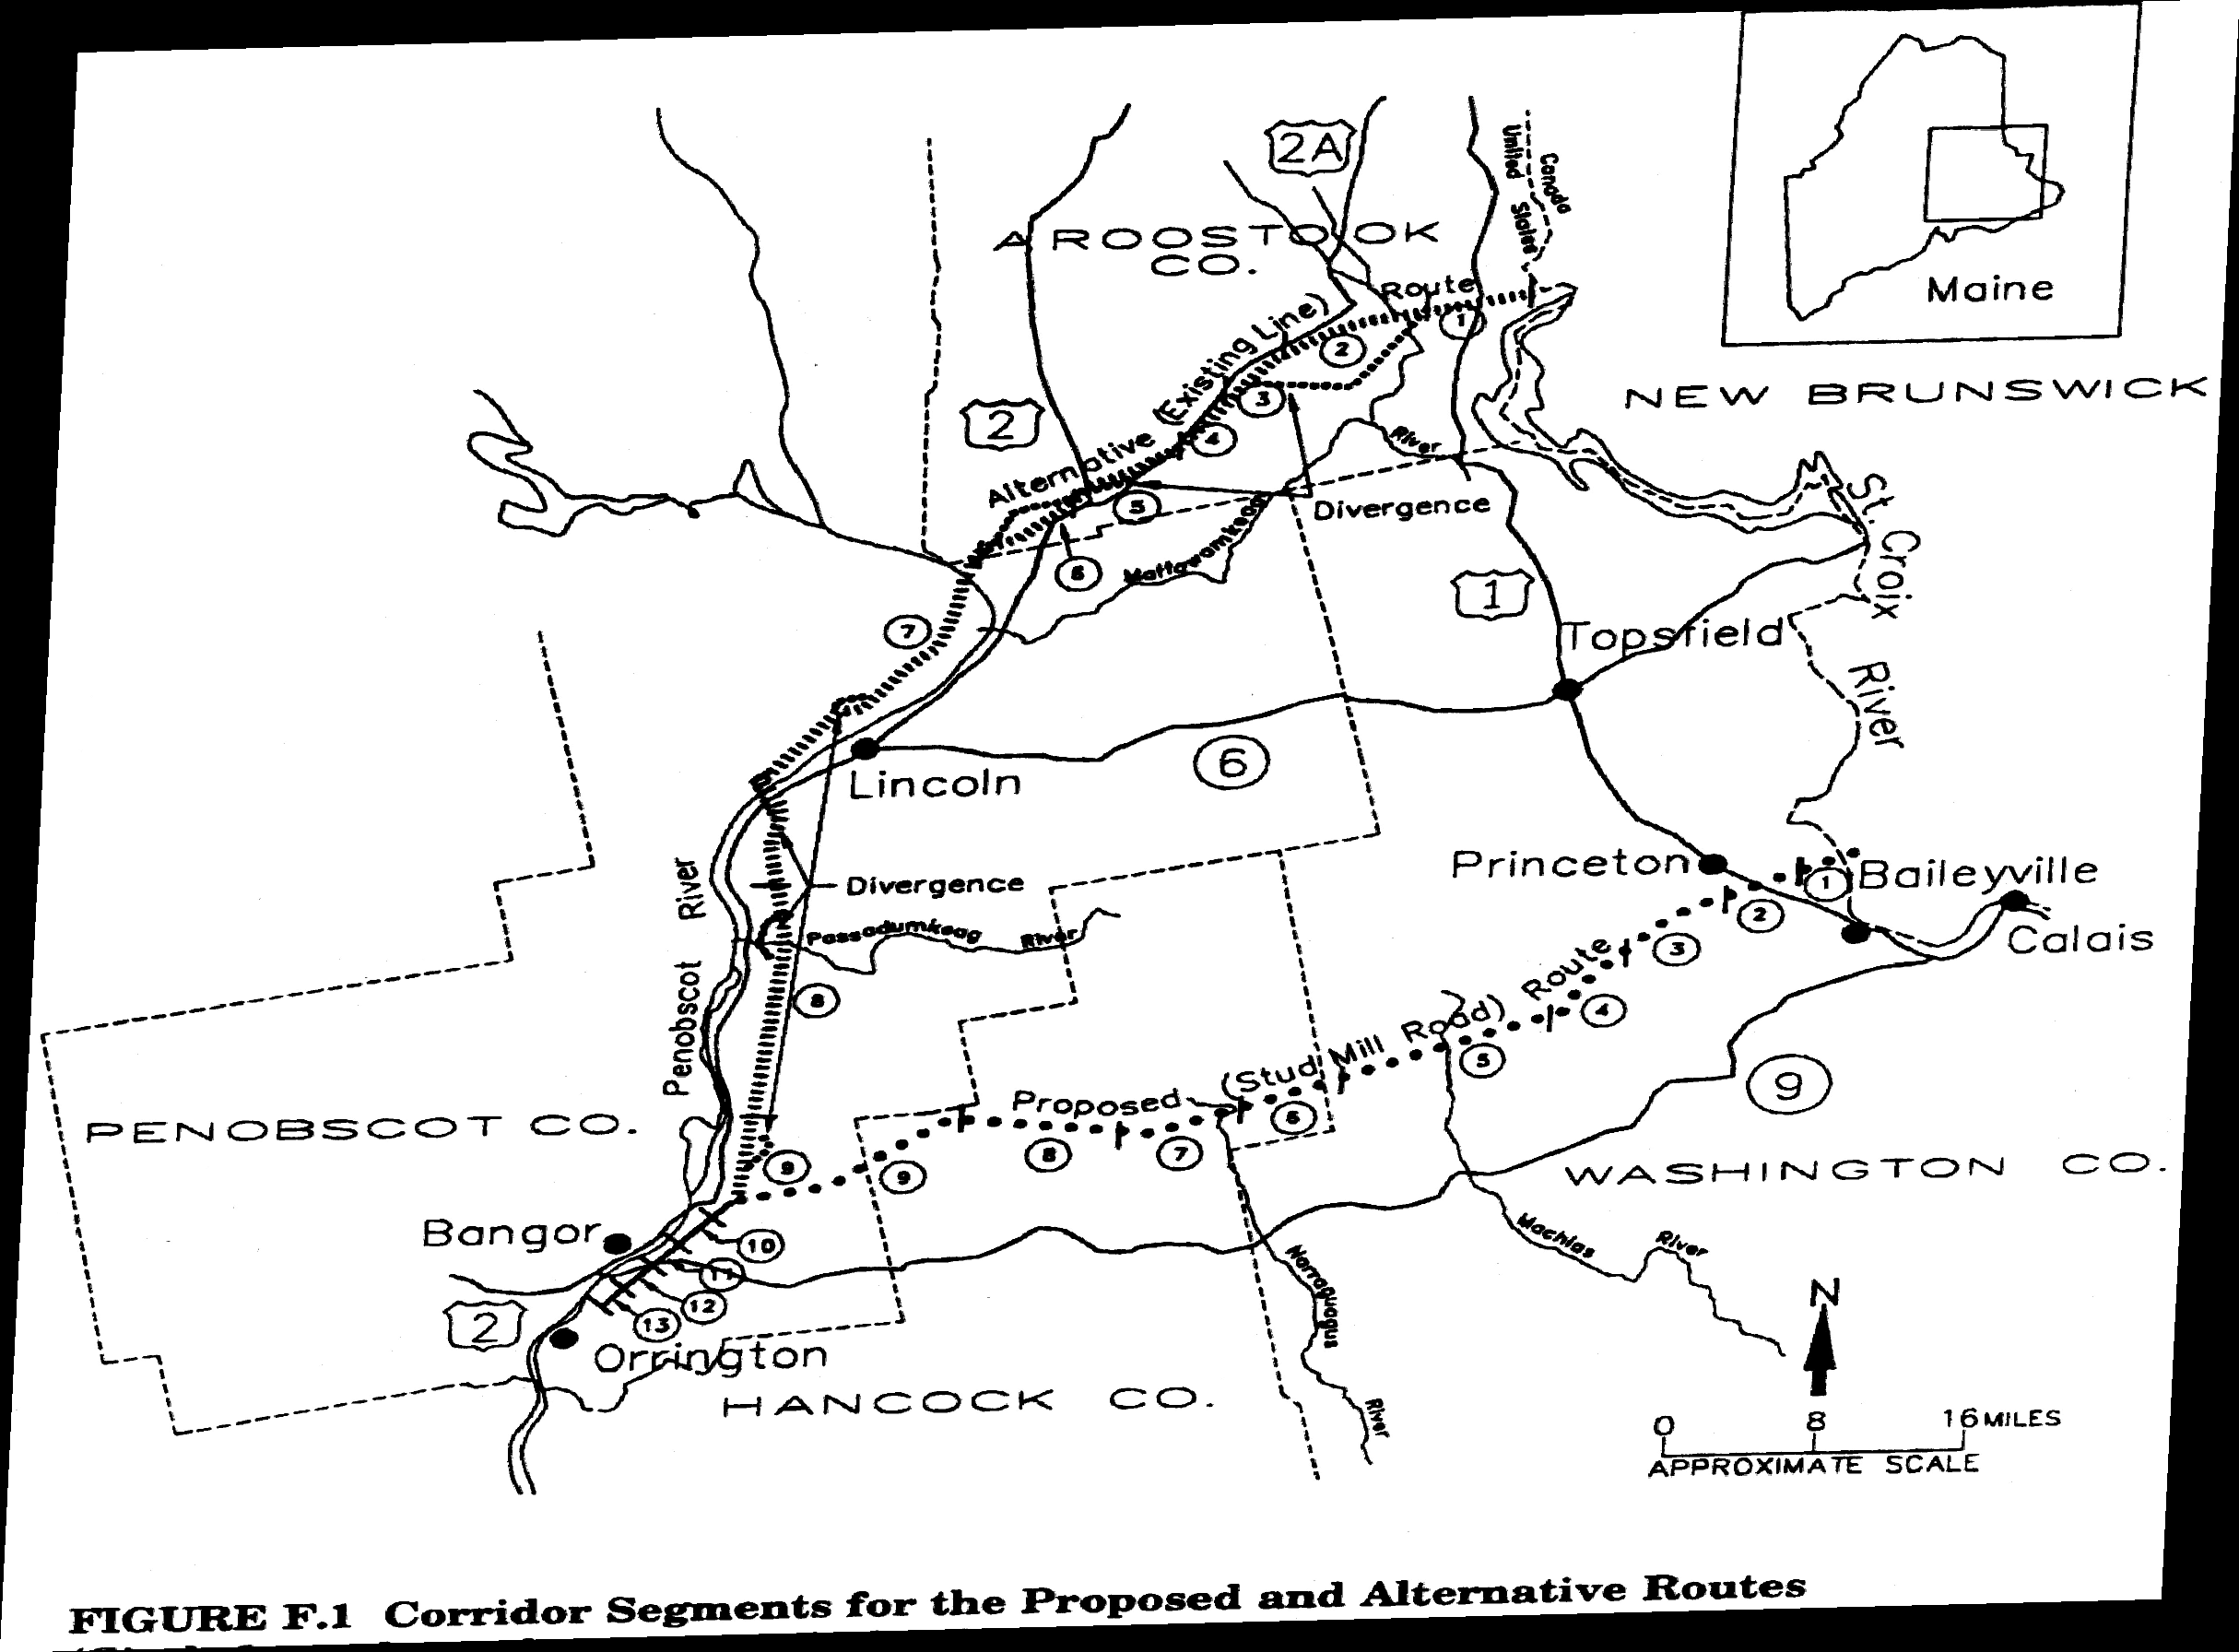 2A
United States
Canada
AROOSTOOK
CO.
Maine
Route
1
2
Alternative (Existing Line)
3
2
4
NEW BRUNSWICK
River
5
Divergence
Mattawamkeag
6
St. Croix River
1
7
Topsfield
Lincoln
6
Princeton
1
Baileyville
2
Calais
Divergence
Penobscot River
Passadumkeag River
3
Route
4
8
(Stud Mill Road)
5
9
Proposed
6
PENOBSCOT CO.
8
7
9
9
WASHINGTON CO.
Bangor
10
11
12
13
Machias River
Narraguagus River
2
Orrington
HANCOCK CO.
N
0 8 16 MILES
APPROXIMATE SCALE
FIGURE F.1 Corridor Segments for the Proposed and Alternative Routes